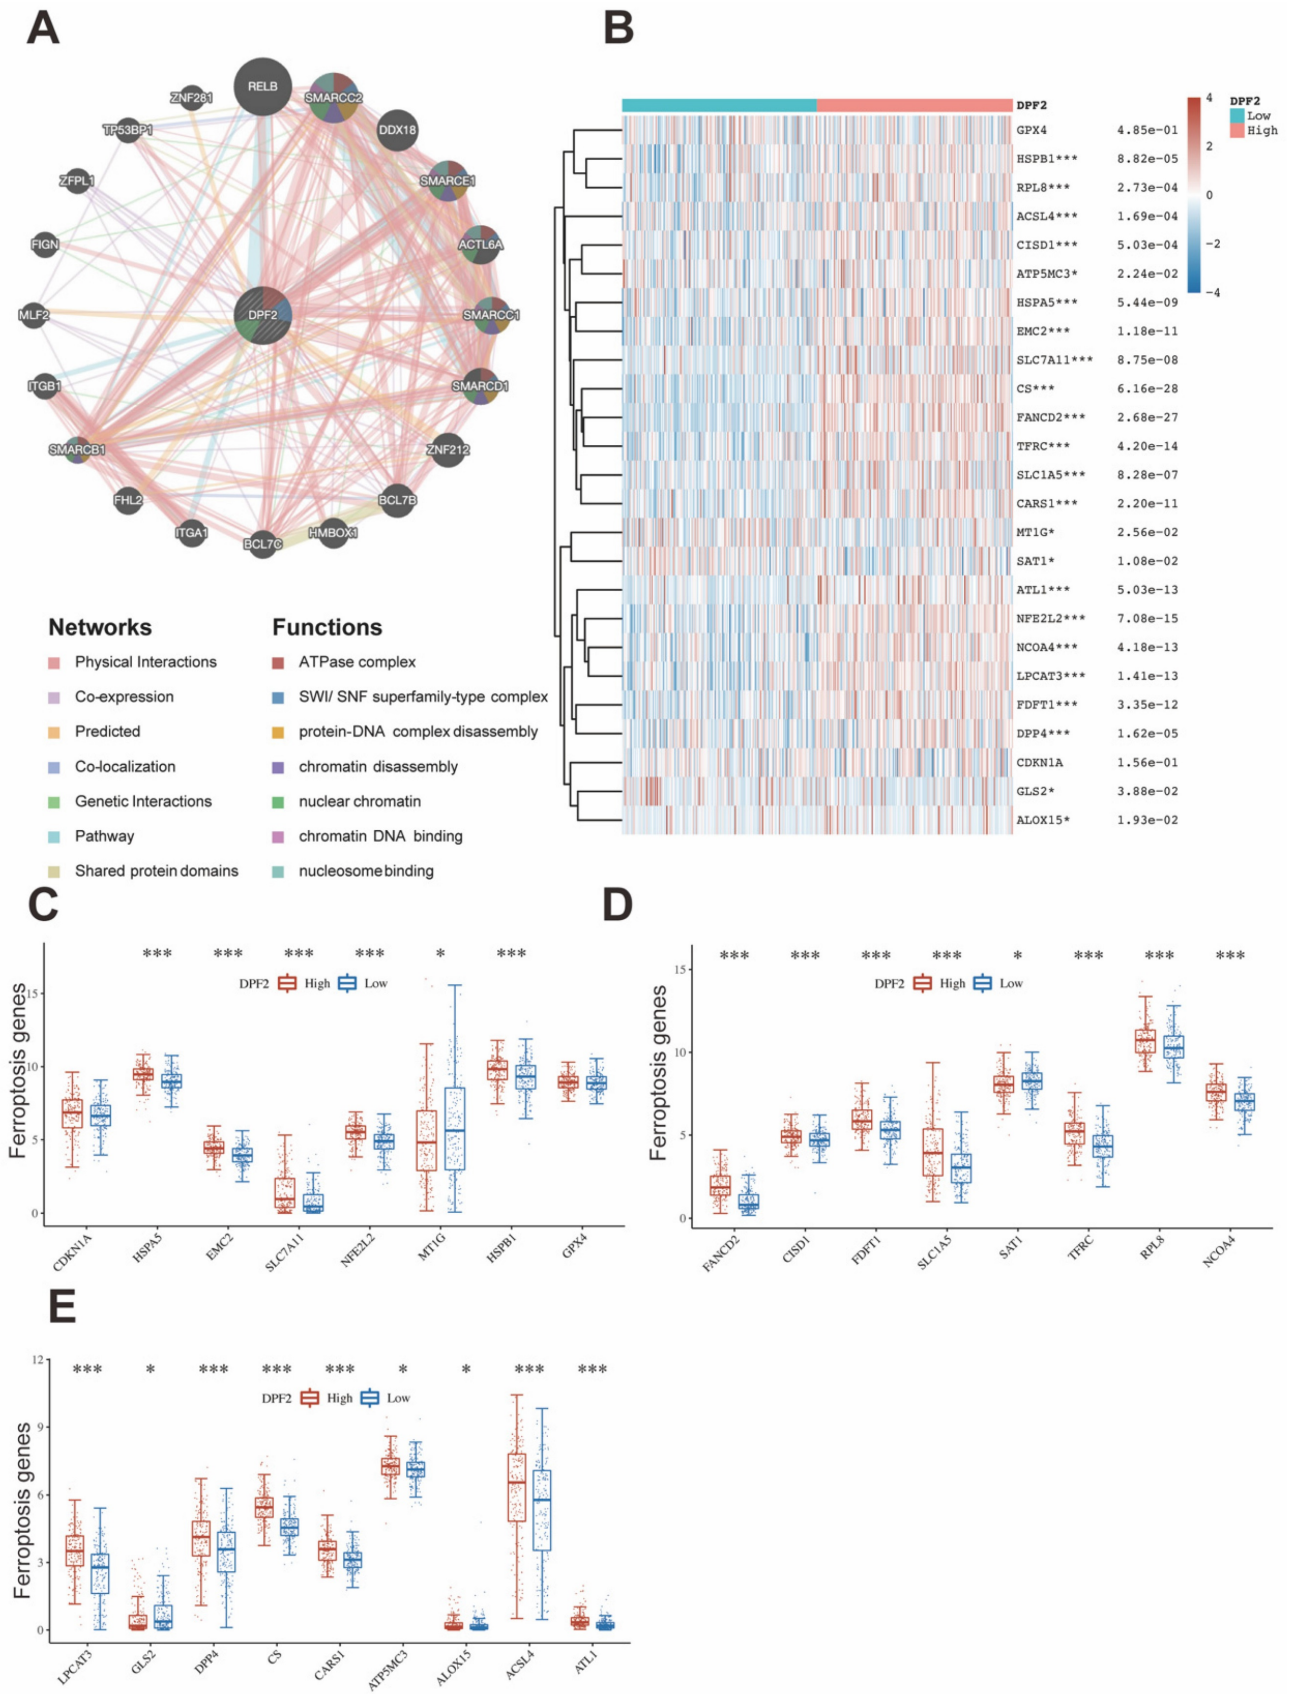 A
RELB
SMARCC2
DDX18
SMARCE1
ACTL6A
SMARCC1
SMARCD1
ZNF212
BCL7B
HMBOX1
BCL7C
ITGA1
FHL2
SMARCB1
ITGB1
MLF2
FIGN
ZFPL1
TP53BP1
ZNF281
DPF2
Networks
Physical Interactions
Co-expression
Predicted
Co-localization
Genetic Interactions
Pathway
Shared protein domains
Functions
ATPase complex
SWI/ SNF superfamily-type complex
protein-DNA complex disassembly
chromatin disassembly
nuclear chromatin
chromatin DNA binding
nucleosome binding
B
DPF2
GPX4 4.85e-01
HSPB1*** 8.82e-05
RPL8*** 2.73e-04
ACSL4*** 1.69e-04
CISD1*** 5.03e-04
ATP5MC3* 2.24e-02
HSPA5*** 5.44e-09
EMC2*** 1.18e-11
SLC7A11*** 8.75e-08
CS*** 6.16e-28
FANCD2*** 2.68e-27
TFRC*** 4.20e-14
SLC1A5*** 8.28e-07
CARS1*** 2.20e-11
MT1G* 2.56e-02
SAT1* 1.08e-02
ATL1*** 5.03e-13
NFE2L2*** 7.08e-15
NCOA4*** 4.18e-13
LPCAT3*** 1.41e-13
FDFT1*** 3.35e-12
DPP4*** 1.62e-05
CDKN1A 1.56e-01
GLS2* 3.88e-02
ALOX15* 1.93e-02
4
2
0
−2
−4
DPF2
Low
High
C
*** *** *** *** * ***
DPF2 High Low
Ferroptosis genes
15
10
5
0
CDKN1A HSPA5 EMC2 SLC7A11 NFE2L2 MT1G HSPB1 GPX4
D
*** *** *** *** * *** *** ***
DPF2 High Low
Ferroptosis genes
15
10
5
0
FANCD2 CISD1 FDFT1 SLC1A5 SAT1 TFRC RPL8 NCOA4
E
*** * *** *** *** * * *** ***
DPF2 High Low
Ferroptosis genes
12
9
6
3
0
LPCAT3 GLS2 DPP4 CS CARS1 ATP5MC3 ALOX15 ACSL4 ATL1